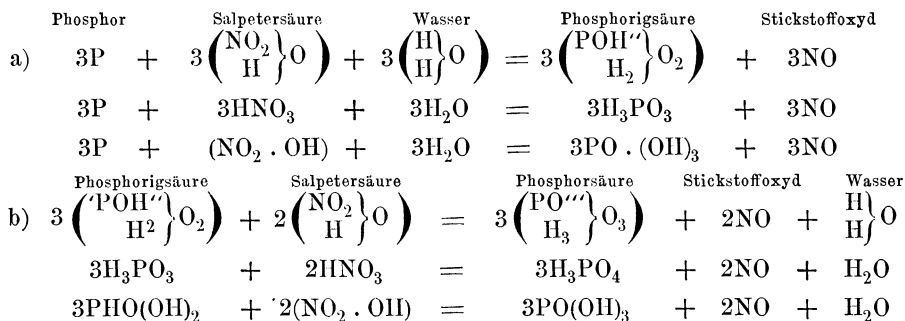 Phosphor Salpetersäure Wasser Phosphorigsäure Stickstoffoxyd
a) 3P + 3 (NO₂ H } O) + 3 (H H } O) = 3 (POH‘‘ H₂ } O₂) + 3NO
3P + 3HNO₃ + 3H₂O = 3H₃PO₃ + 3NO
3P + (NO₂ . OH) + 3H₂O = 3PO . (OH)₃ + 3NO
Phosphorigsäure Salpetersäure Phosphorsäure Stickstoffoxyd Wasser
b) 3 (‘POH‘‘ H² } O₂) + 2 (NO₂ H } O) = 3 (PO‘‘‘ H₃ } O₃) + 2NO + H H } O
3H₃PO₃ + 2HNO₃ = 3H₃PO₄ + 2NO + H₂O
3PHO(OH)₂ + 2(NO₂ . OH) = 3PO(OH)₃ + 2NO + H₂O